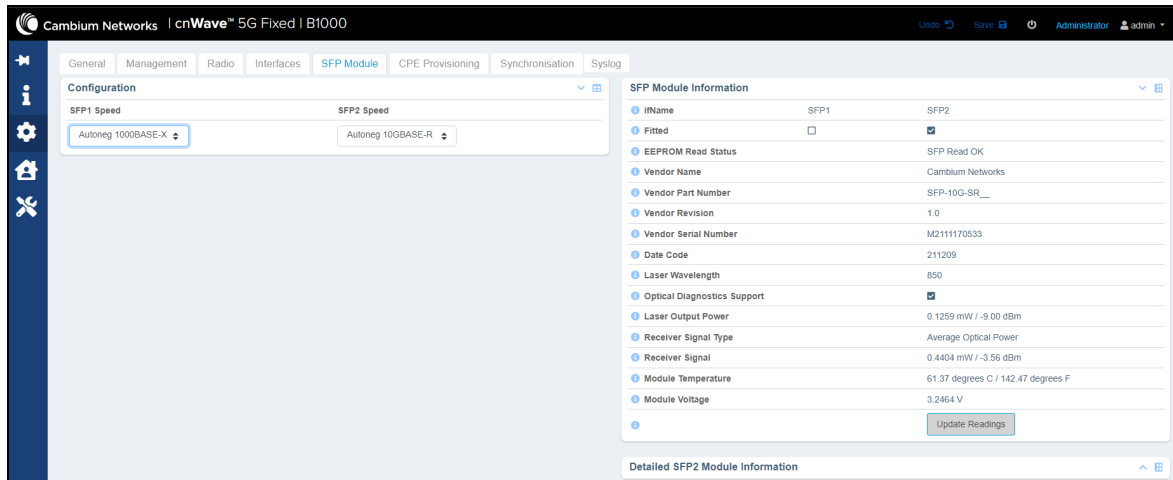 Cambium Networks | cnWave™ 5G Fixed | B1000
Undo Save Administrator admin
General Management Radio Interfaces SFP Module CPE Provisioning Synchronisation Syslog
Configuration
SFP1 Speed SFP2 Speed
Autoneg 1000BASE-X Autoneg 10GBASE-R
SFP Module Information
ifName SFP1 SFP2
Fitted
EEPROM Read Status SFP Read OK
Vendor Name Cambium Networks
Vendor Part Number SFP-10G-SR__
Vendor Revision 1.0
Vendor Serial Number M2111170533
Date Code 211209
Laser Wavelength 850
Optical Diagnostics Support
Laser Output Power 0.1259 mW / -9.00 dBm
Receiver Signal Type Average Optical Power
Receiver Signal 0.4404 mW / -3.56 dBm
Module Temperature 61.37 degrees C / 142.47 degrees F
Module Voltage 3.2464 V
Update Readings
Detailed SFP2 Module Information